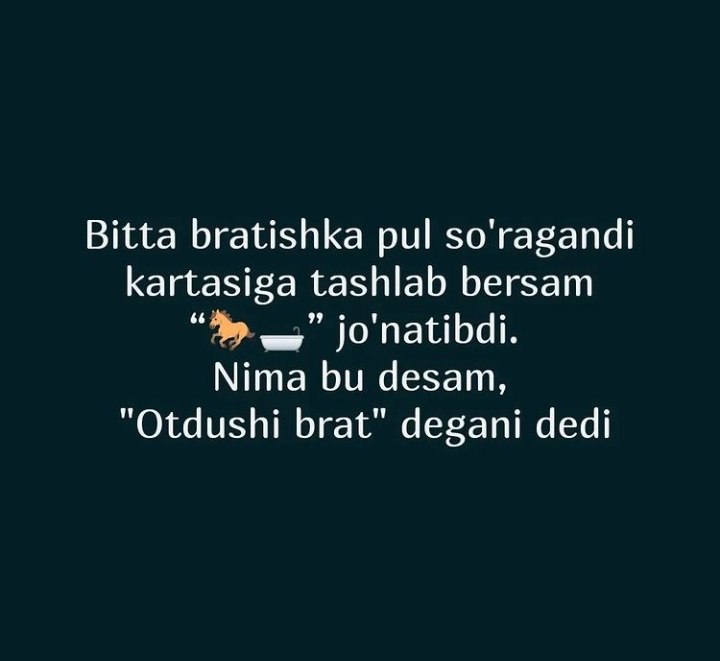 Bitta bratishka pul so'ragandi
kartasiga tashlab bersam
“🐎🛁” jo'natibdi.
Nima bu desam,
"Otdushi brat" degani dedi